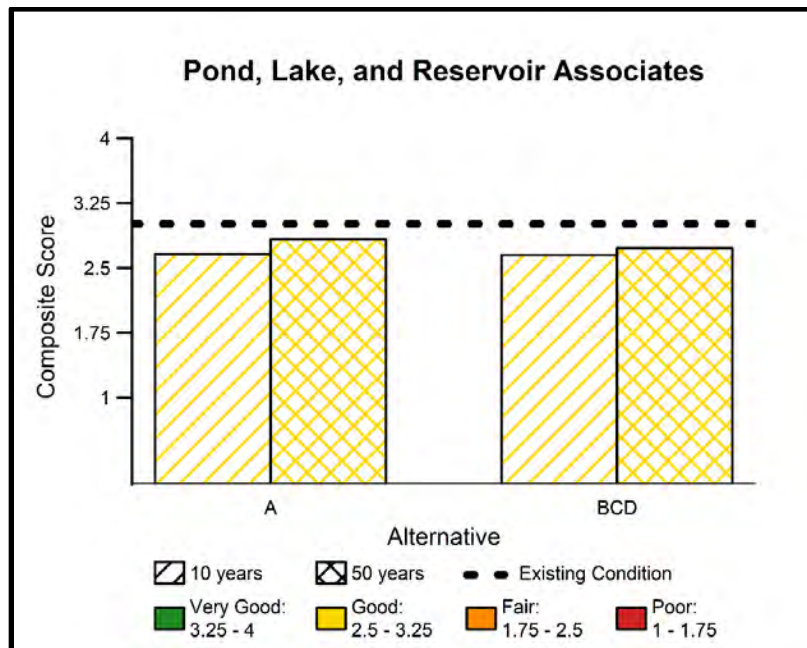 Pond, Lake, and Reservoir Associates
4
3.25
2.5
1.75
1
Composite Score
A
BCD
Alternative
10 years
50 years
Existing Condition
Very Good:
3.25 - 4
Good:
2.5 - 3.25
Fair:
1.75 - 2.5
Poor:
1 - 1.75